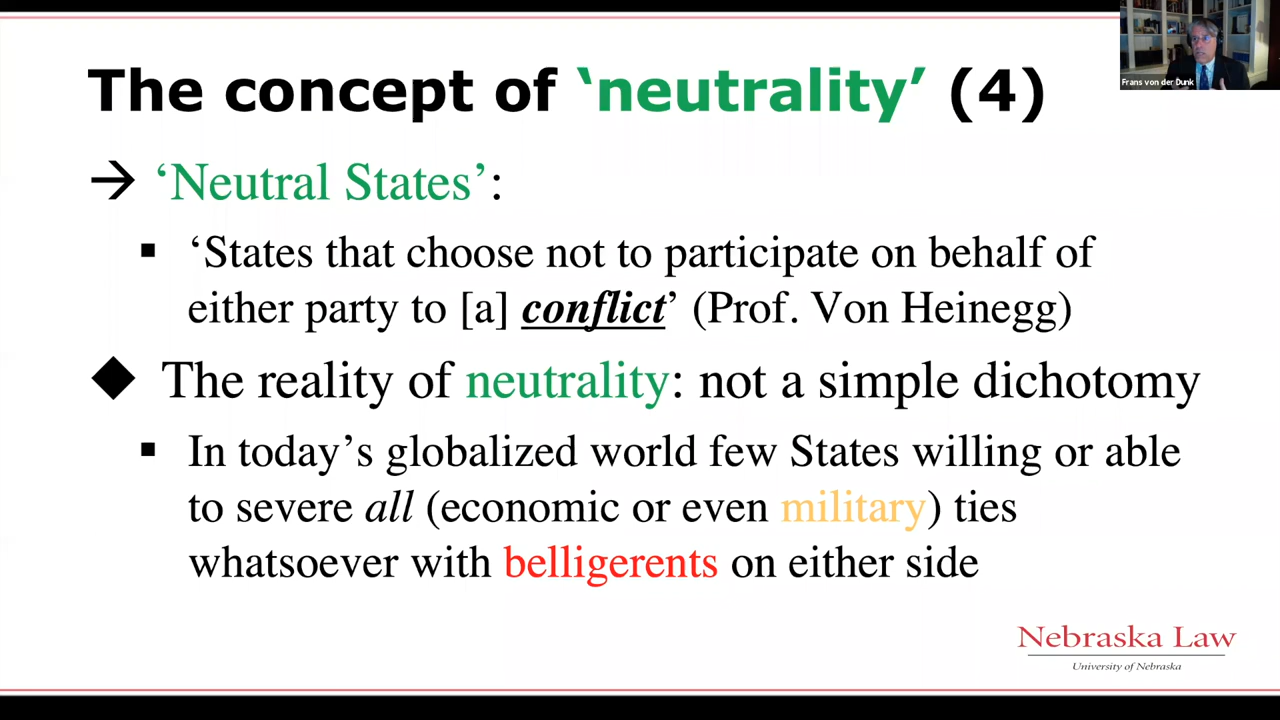 The concept of ‘neutrality’ (4)
Frans von der Dunk
→ ‘Neutral States’:
▪ ‘States that choose not to participate on behalf of
either party to [a] conflict’ (Prof. Von Heinegg)
◆ The reality of neutrality: not a simple dichotomy
▪ In today’s globalized world few States willing or able
to severe all (economic or even military) ties
whatsoever with belligerents on either side
Nebraska Law
University of Nebraska